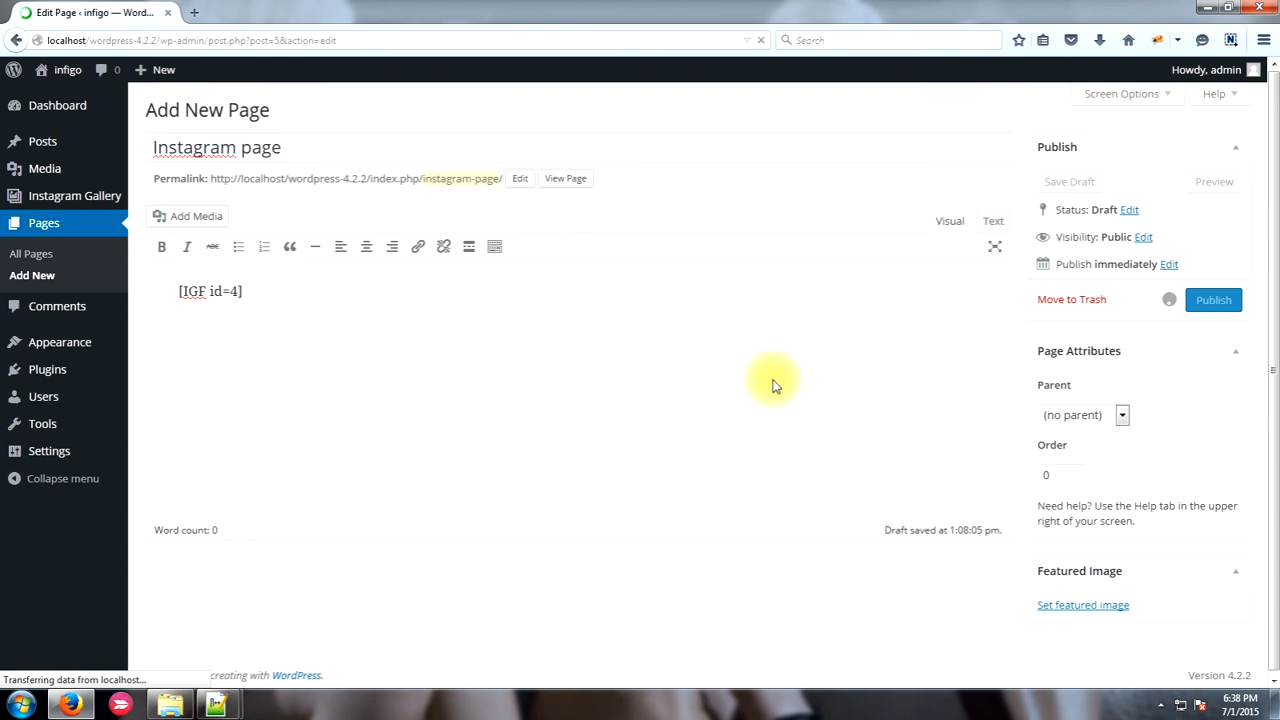 Edit Page ‹ infigo — Word...
localhost/wordpress-4.2.2/wp-admin/post.php?post=5&action=edit
Search
infigo
0
New
Howdy, admin
Dashboard
Posts
Media
Instagram Gallery
Pages
All Pages
Add New
Comments
Appearance
Plugins
Users
Tools
Settings
Collapse menu
Screen Options
Help
Add New Page
Instagram page
Permalink: http://localhost/wordpress-4.2.2/index.php/instagram-page/ Edit View Page
Add Media
Visual Text
B I ABC
[IGF id=4]
Word count: 0
Draft saved at 1:08:05 pm.
Publish
Save Draft Preview
Status: Draft Edit
Visibility: Public Edit
Publish immediately Edit
Move to Trash Publish
Page Attributes
Parent
(no parent)
Order
0
Need help? Use the Help tab in the upper
right of your screen.
Featured Image
Set featured image
creating with WordPress.
Version 4.2.2
Transferring data from localhost...
6:38 PM
7/1/2015